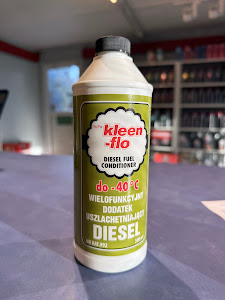 kleen
-flo
DIESEL FUEL
CONDITIONER
do -40°C
WIELOFUNKCYJNY
DODATEK
USZLACHETNIAJĄCY
DIESEL